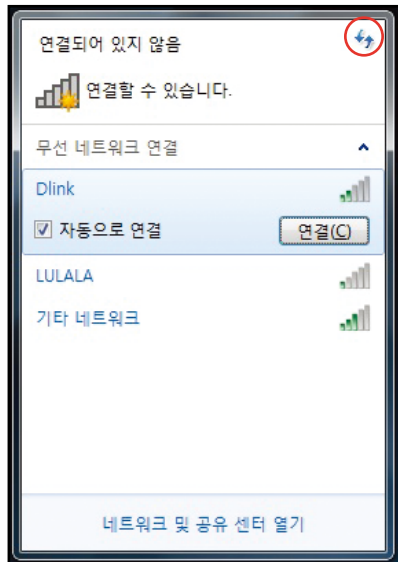 연결되어 있지 않음
연결할 수 있습니다.
무선 네트워크 연결
Dlink
자동으로 연결 연결(C)
LULALA
기타 네트워크
네트워크 및 공유 센터 열기